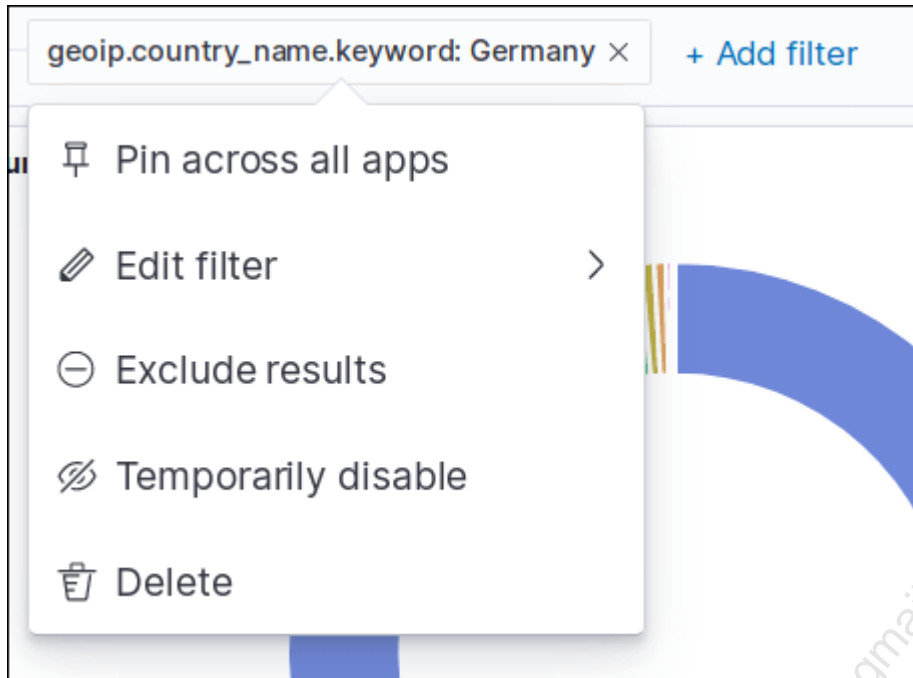 geoip.country_name.keyword: Germany × + Add filter
Pin across all apps
Edit filter
Exclude results
Temporarily disable
Delete